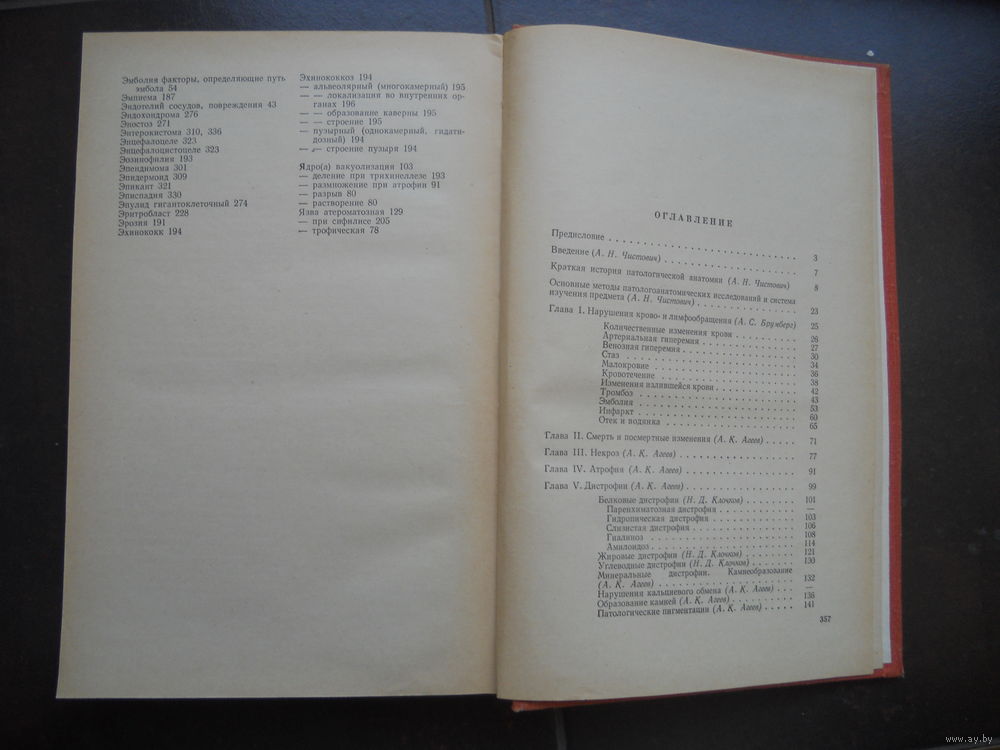 Эмболия факторы, определяющие путь
эмбола 54
Эмпиема 187
Эндотелий сосудов, повреждения 43
Эндохондрома 276
Эностоз 271
Энтерокистома 310, 336
Энцефалоцеле 323
Энцефалоцистоцеле 323
Эозинофилия 193
Эпендимома 301
Эпидермоид 309
Эпикант 321
Эписпадия 330
Эпулид гигантоклеточный 274
Эритробласт 228
Эрозия 191
Эхинококк 194
Эхинококкоз 194
— альвеолярный (многокамерный) 195
— — локализация во внутренних ор-
ганах 196
— — образование каверны 195
— — строение 195
— пузырный (однокамерный, гидати-
дозный) 194
— — строение пузыря 194
Ядро(а) вакуолизация 103
— деление при трихинеллезе 193
— размножение при атрофии 91
— разрыв 80
— растворение 80
Язва атероматозная 129
— при сифилисе 205
— трофическая 78
ОГЛАВЛЕНИЕ
Предисловие . . . . . . . . . . 3
Введение (А. Н. Чистович) . . . . . . . . . . 7
Краткая история патологической анатомии (А. Н. Чистович) 8
Основные методы патологоанатомических исследований и система
изучения предмета (А. Н. Чистович) . . . . . . . . . . 23
Глава I. Нарушения крово- и лимфообращения (А. С. Брумберг) 25
Количественные изменения крови . . . . . . . . 26
Артериальная гиперемия . . . . . . . . 27
Венозная гиперемия . . . . . . . . 30
Стаз . . . . . . . . 34
Малокровие . . . . . . . . 36
Кровотечение . . . . . . . . 38
Изменения излившейся крови . . . . . . . . 42
Тромбоз . . . . . . . . 43
Эмболия . . . . . . . . 53
Инфаркт . . . . . . . . 60
Отек и водянка . . . . . . . . 65
Глава II. Смерть и посмертные изменения (А. К. Агеев) . . . . 71
Глава III. Некроз (А. К. Агеев) . . . . . . . . 77
Глава IV. Атрофия (А. К. Агеев) . . . . . . . . 91
Глава V. Дистрофии (А. К. Агеев) . . . . . . . . 99
Белковые дистрофии (Н. Д. Клочков) . . . . . . 101
Паренхиматозная дистрофия . . . . . . . . —
Гидропическая дистрофия . . . . . . . . 103
Слизистая дистрофия . . . . . . . . 106
Гиалиноз . . . . . . . . 108
Амилоидоз . . . . . . . . 114
Жировые дистрофии (Н. Д. Клочков) . . . . . . 121
Углеводные дистрофии (Н. Д. Клочков) . . . . . 130
Минеральные дистрофии. Камнеобразование
(А. К. Агеев) . . . . . . . . 132
Нарушения кальциевого обмена (А. К. Агеев) . . . —
Образование камней (А. К. Агеев) . . . . . . . . 136
Патологические пигментации (А. К. Агеев) . . . . . 141
357
www.ay.by